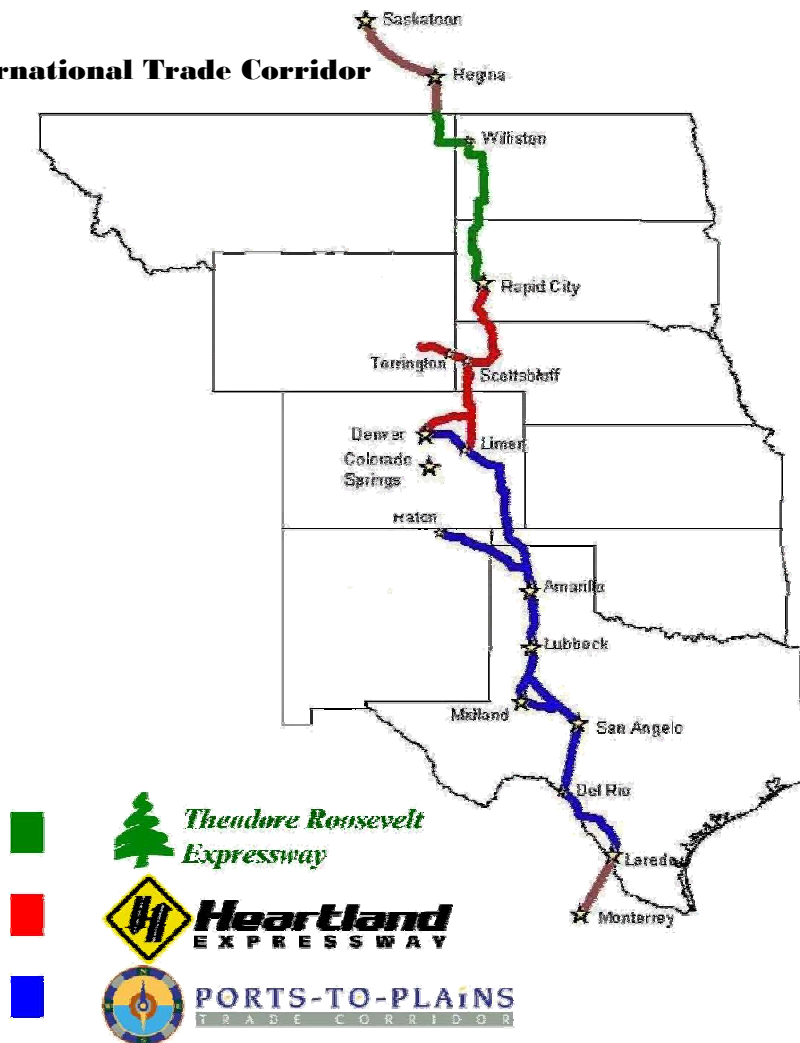 Saskatoon
rnational Trade Corridor
Regina
Williston
Rapid City
Torrington
Scottsbluff
Denver
Limon
Colorado
Springs
Raton
Amarillo
Lubbock
Midland
San Angelo
Del Rio
Laredo
Monterrey
Theodore Roosevelt
Expressway
Heartland
EXPRESSWAY
PORTS-TO-PLAiNS
TRADE CORRIDOR